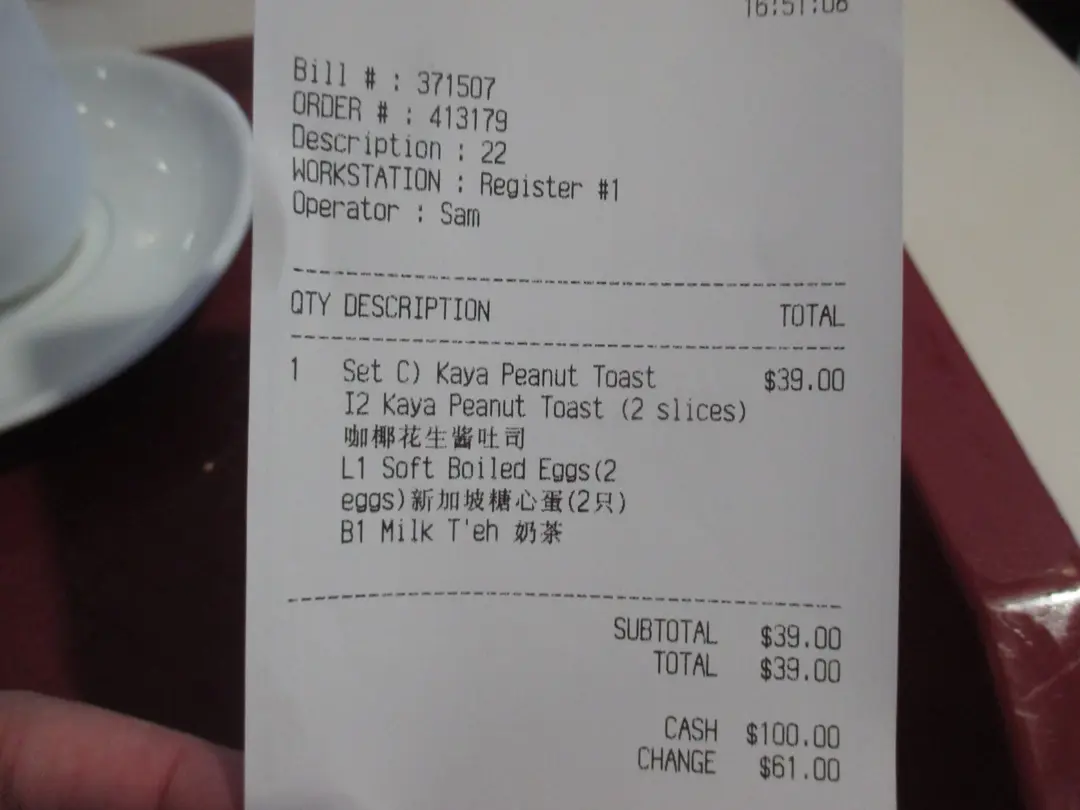 16:51:08
Bill # : 371507
ORDER # : 413179
Description : 22
WORKSTATION : Register #1
Operator : Sam
QTY DESCRIPTION TOTAL
1 Set C) Kaya Peanut Toast $39.00
I2 Kaya Peanut Toast (2 slices)
咖椰花生酱吐司
L1 Soft Boiled Eggs(2
eggs)新加坡糖心蛋(2只)
B1 Milk T'eh 奶茶
SUBTOTAL $39.00
TOTAL $39.00
CASH $100.00
CHANGE $61.00